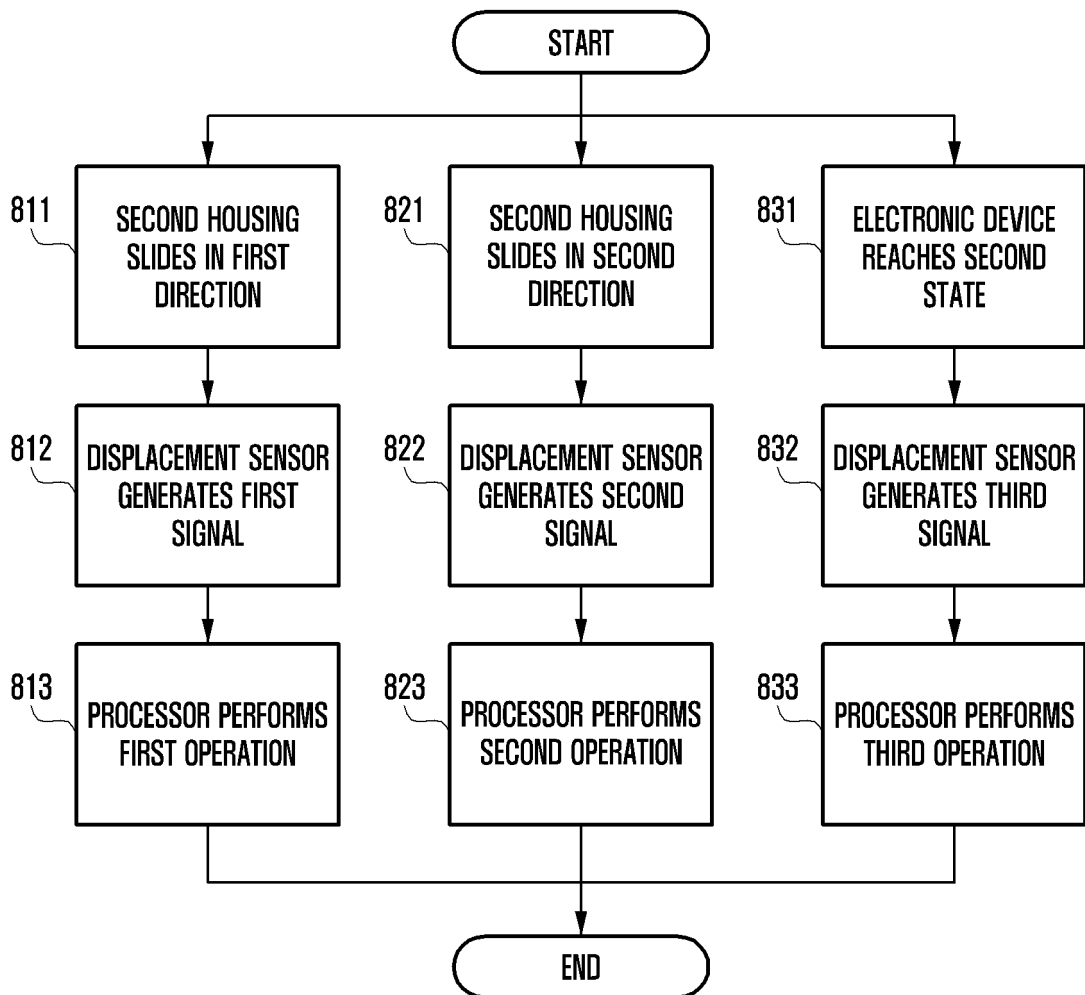 START
811
SECOND HOUSING
SLIDES IN FIRST
DIRECTION
821
SECOND HOUSING
SLIDES IN SECOND
DIRECTION
831
ELECTRONIC DEVICE
REACHES SECOND
STATE
812
DISPLACEMENT SENSOR
GENERATES FIRST
SIGNAL
822
DISPLACEMENT SENSOR
GENERATES SECOND
SIGNAL
832
DISPLACEMENT SENSOR
GENERATES THIRD
SIGNAL
813
PROCESSOR PERFORMS
FIRST OPERATION
823
PROCESSOR PERFORMS
SECOND OPERATION
833
PROCESSOR PERFORMS
THIRD OPERATION
END